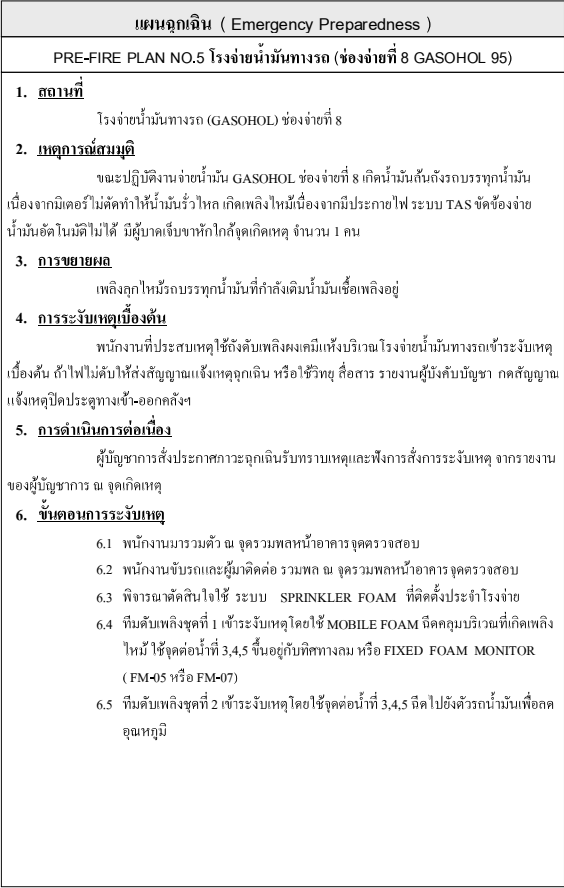 แผนฉุกเฉิน ( Emergency Preparedness )
PRE-FIRE PLAN NO.5 โรงจ่ายน้ำมันทางรถ (ช่องจ่ายที่ 8 GASOHOL 95)
1. สถานที่
โรงจ่ายน้ำมันทางรถ (GASOHOL) ช่องจ่ายที่ 8
2. เหตุการณ์สมมุติ
ขณะปฏิบัติงานจ่ายน้ำมัน GASOHOL ช่องจ่ายที่ 8 เกิดน้ำมันล้นถังรถบรรทุกน้ำมัน
เนื่องจากมิเตอร์ไม่ตัดทำให้น้ำมันรั่วไหล เกิดเพลิงไหม้เนื่องจากมีประกายไฟ ระบบ TAS ขัดข้องจ่าย
น้ำมันอัตโนมัติไม่ได้ มีผู้บาดเจ็บขาหักใกล้จุดเกิดเหตุ จำนวน 1 คน
3. การขยายผล
เพลิงลุกไหม้รถบรรทุกน้ำมันที่กำลังเติมน้ำมันเชื้อเพลิงอยู่
4. การระงับเหตุเบื้องต้น
พนักงานที่ประสบเหตุใช้ถังดับเพลิงผงเคมีแห้งบริเวณโรงจ่ายน้ำมันทางรถเข้าระงับเหตุ
เบื้องต้น ถ้าไฟไม่ดับให้ส่งสัญญาณแจ้งเหตุฉุกเฉิน หรือใช้วิทยุ สื่อสาร รายงานผู้บังคับบัญชา กดสัญญาณ
แจ้งเหตุปิดประตูทางเข้า-ออกคลังฯ
5. การดำเนินการต่อเนื่อง
ผู้บัญชาการสั่งประกาศภาวะฉุกเฉินรับทราบเหตุและฟังการสั่งการระงับเหตุ จากรายงาน
ของผู้บัญชาการ ณ จุดเกิดเหตุ
6. ขั้นตอนการระงับเหตุ
6.1 พนักงานมารวมตัว ณ จุดรวมพลหน้าอาคารจุดตรวจสอบ
6.2 พนักงานขับรถและผู้มาติดต่อ รวมพล ณ จุดรวมพลหน้าอาคารจุดตรวจสอบ
6.3 พิจารณาตัดสินใจใช้ ระบบ SPRINKLER FOAM ที่ติดตั้งประจำโรงจ่าย
6.4 ทีมดับเพลิงชุดที่ 1 เข้าระงับเหตุโดยใช้ MOBILE FOAM ฉีดคลุมบริเวณที่เกิดเพลิง
ไหม้ ใช้จุดต่อน้ำที่ 3,4,5 ขึ้นอยู่กับทิศทางลม หรือ FIXED FOAM MONITOR
( FM-05 หรือ FM-07)
6.5 ทีมดับเพลิงชุดที่ 2 เข้าระงับเหตุโดยใช้จุดต่อน้ำที่ 3,4,5 ฉีดไปยังตัวรถน้ำมันเพื่อลด
อุณหภูมิ